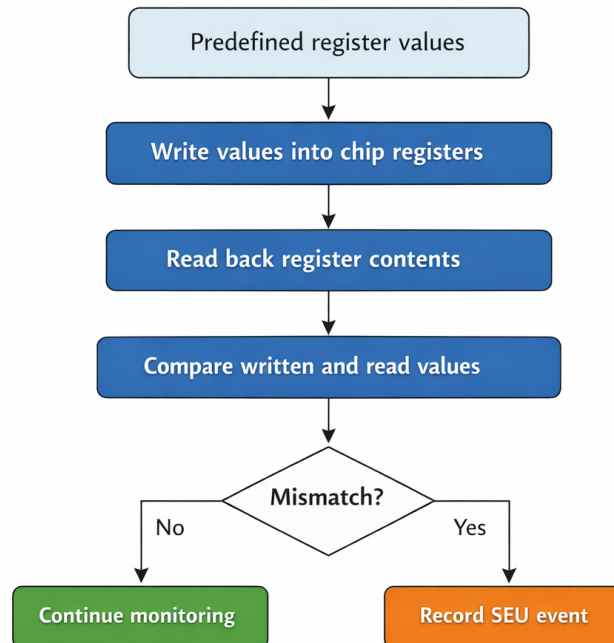 Predefined register values
Write values into chip registers
Read back register contents
Compare written and read values
Mismatch?
No
Yes
Continue monitoring
Record SEU event